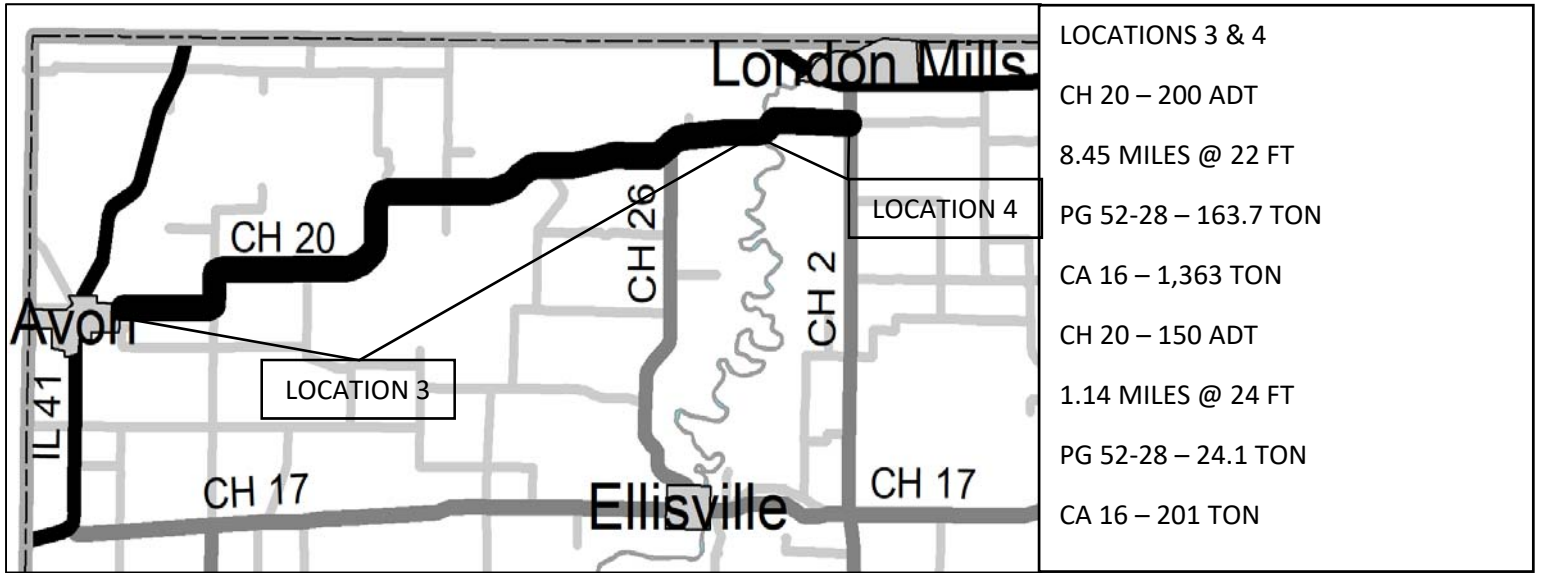 London Mills
CH 20
CH 26
LOCATION 4
CH 2
Avon
LOCATION 3
IL 41
CH 17
Ellisville
CH 17
LOCATIONS 3 & 4
CH 20 – 200 ADT
8.45 MILES @ 22 FT
PG 52-28 – 163.7 TON
CA 16 – 1,363 TON
CH 20 – 150 ADT
1.14 MILES @ 24 FT
PG 52-28 – 24.1 TON
CA 16 – 201 TON